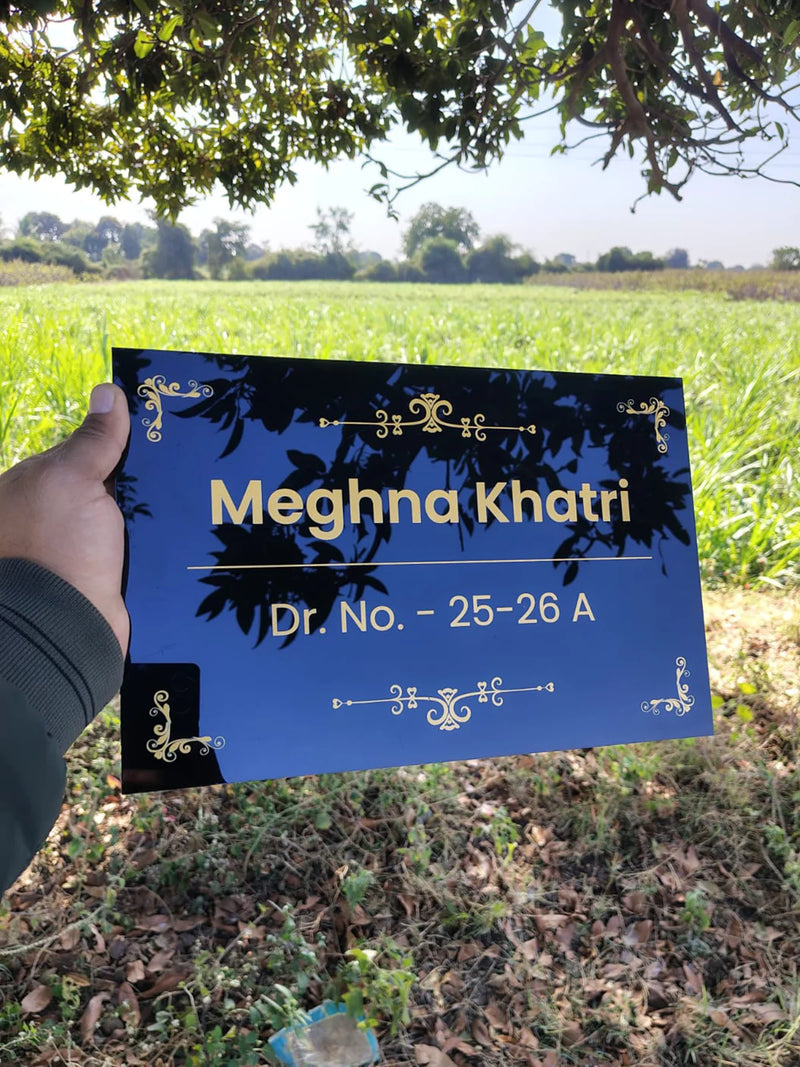 Meghna Khatri
Dr. No. - 25-26 A